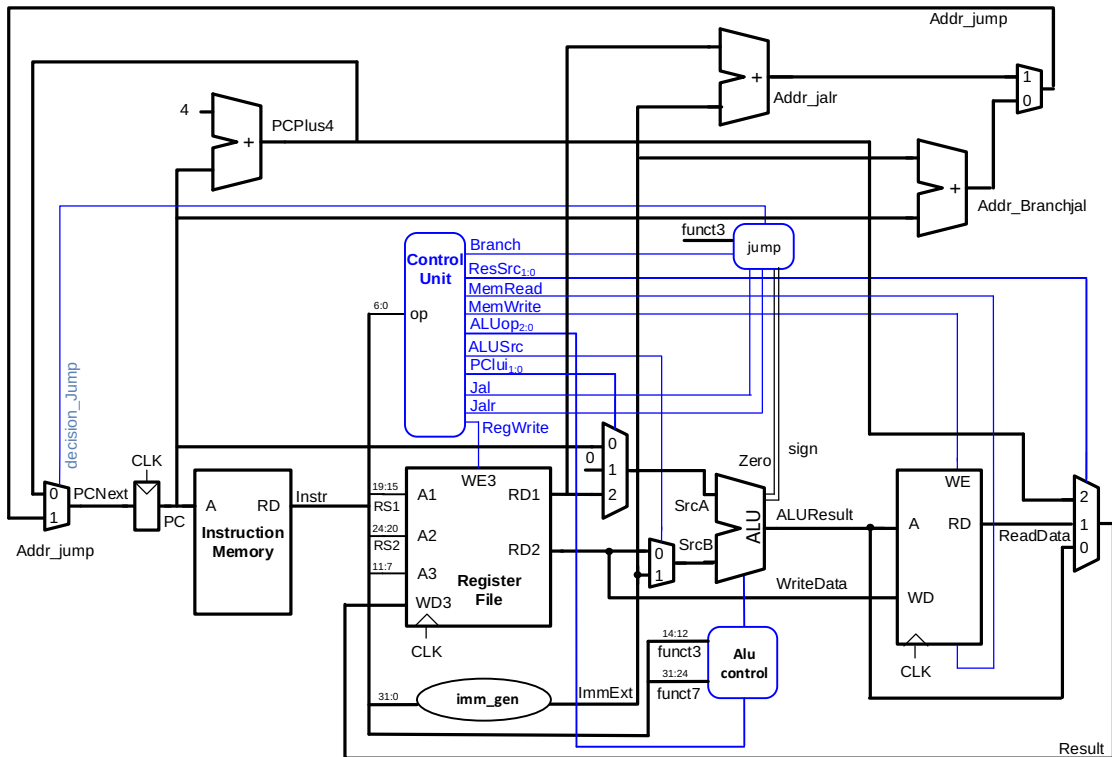 Addr_jump
4
PCPlus4
+
+
Addr_jalr
1
0
+
Addr_Branchjal
funct3
jump
Control
Unit
op
6:0
Branch
ResSrc1:0
MemRead
MemWrite
ALUop2:0
ALUSrc
PClui1:0
Jal
Jalr
RegWrite
decision_Jump
0
1
PCNext
Addr_jump
CLK
PC
A
RD
Instruction
Memory
Instr
19:15
RS1
24:20
RS2
11:7
A1
A2
A3
WD3
WE3
RD1
RD2
Register
File
CLK
0
0
1
2
0
1
SrcA
SrcB
Zero
sign
ALU
ALUResult
WriteData
WE
A
RD
WD
CLK
ReadData
2
1
0
31:0
imm_gen
ImmExt
14:12
funct3
31:24
funct7
Alu
control
Result